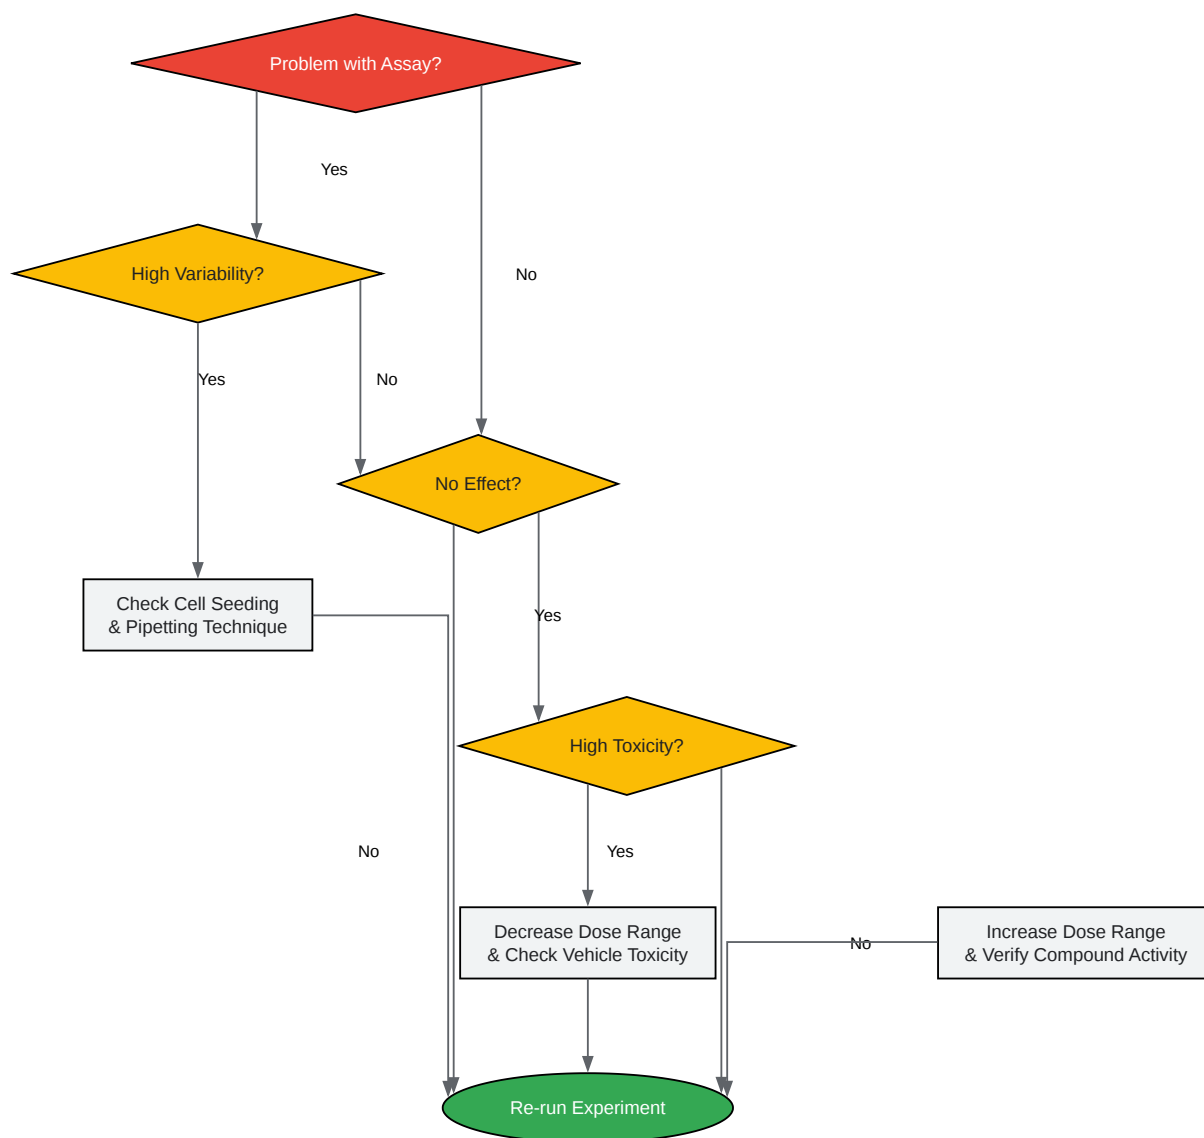 Problem with Assay?
Yes
High Variability?
No
Yes
No
No Effect?
Check Cell Seeding
& Pipetting Technique
Yes
High Toxicity?
No
Yes
Decrease Dose Range
& Check Vehicle Toxicity
No
Increase Dose Range
& Verify Compound Activity
Re-run Experiment